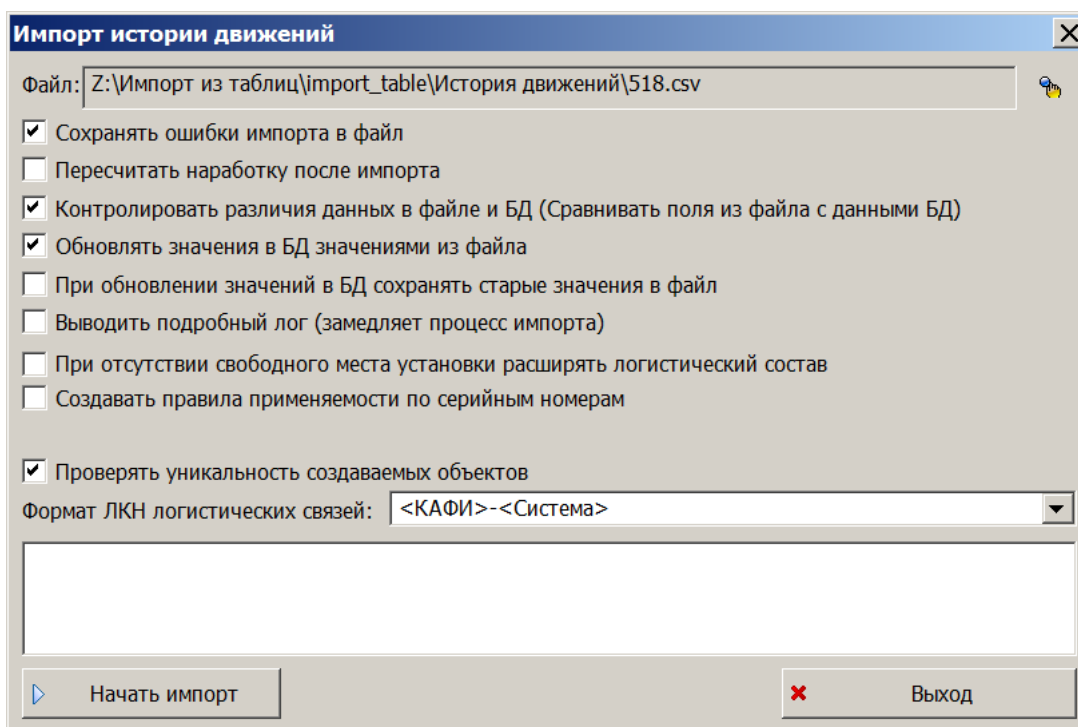 Импорт истории движений
Файл: Z:\Импорт из таблиц\import_table\История движений\518.csv
Сохранять ошибки импорта в файл
Пересчитать наработку после импорта
Контролировать различия данных в файле и БД (Сравнивать поля из файла с данными БД)
Обновлять значения в БД значениями из файла
При обновлении значений в БД сохранять старые значения в файл
Выводить подробный лог (замедляет процесс импорта)
При отсутствии свободного места установки расширять логистический состав
Создавать правила применяемости по серийным номерам
Проверять уникальность создаваемых объектов
Формат ЛКН логистических связей: <КАФИ>-<Система>
Начать импорт Выход